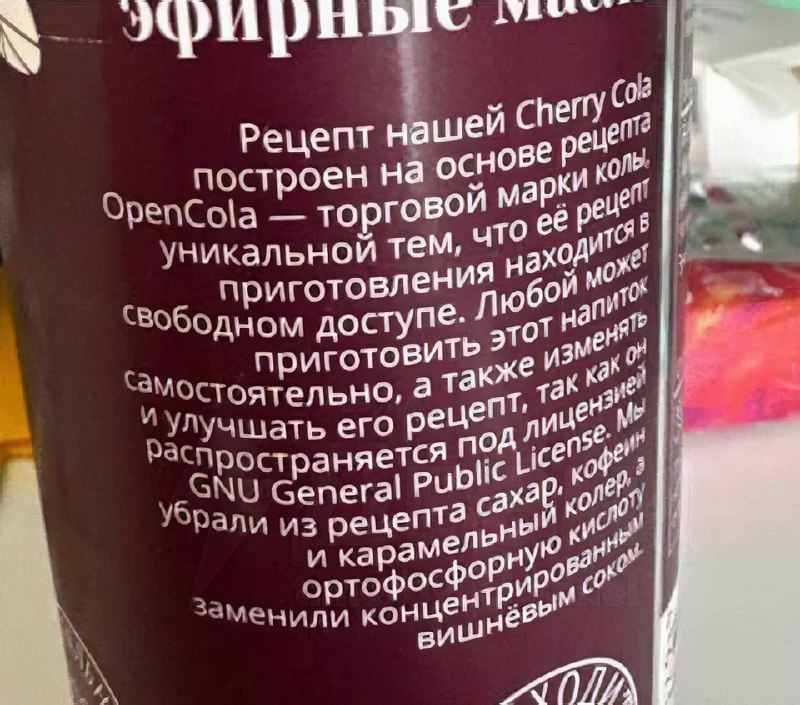 эфирные
Рецепт нашей Cherry Cola
построен на основе рецепта
OpenCola — торговой марки колы,
уникальной тем, что её рецепт
приготовления находится в
свободном доступе. Любой может
приготовить этот напиток
самостоятельно, а также изменять
и улучшать его рецепт, так как он
распространяется под лицензией
GNU General Public License. Мы
убрали из рецепта сахар, кофеин
и карамельный колер, а
ортофосфорную кислоту
заменили концентрированным
вишнёвым соком.